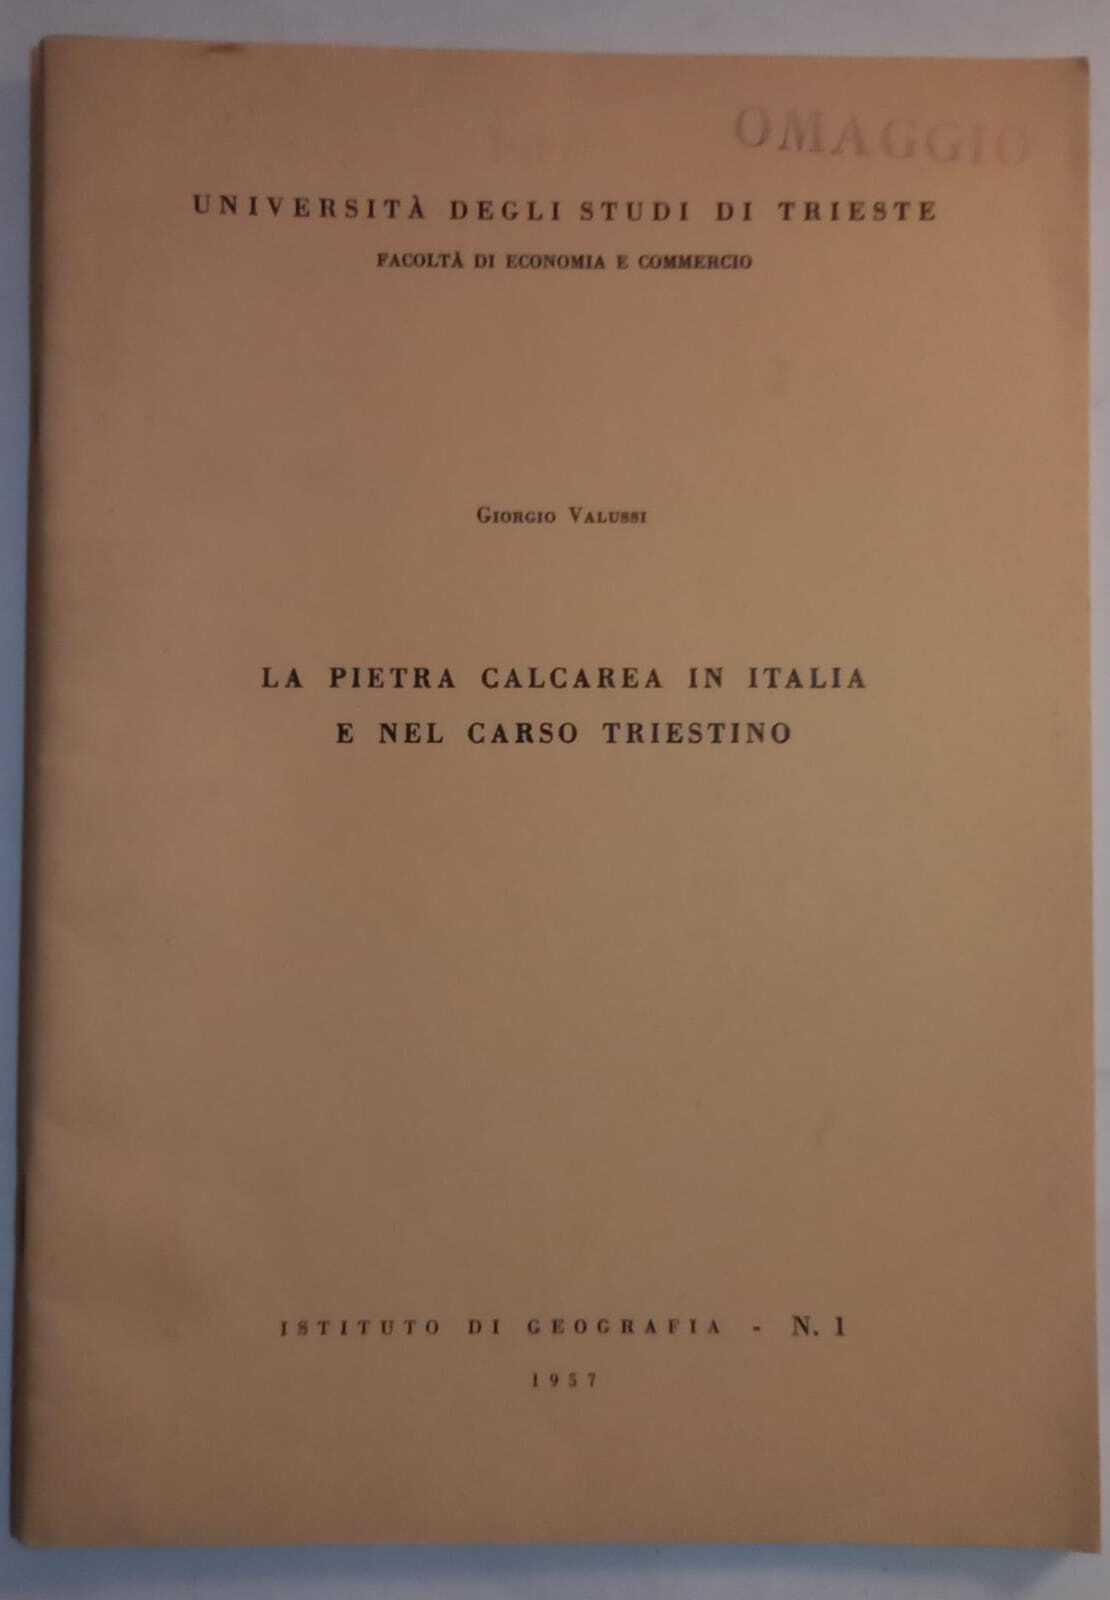 OMAGGIO
UNIVERSITÀ DEGLI STUDI DI TRIESTE
FACOLTÀ DI ECONOMIA E COMMERCIO
GIORGIO VALUSSI
LA PIETRA CALCAREA IN ITALIA
E NEL CARSO TRIESTINO
ISTITUTO DI GEOGRAFIA - N. 1
1957